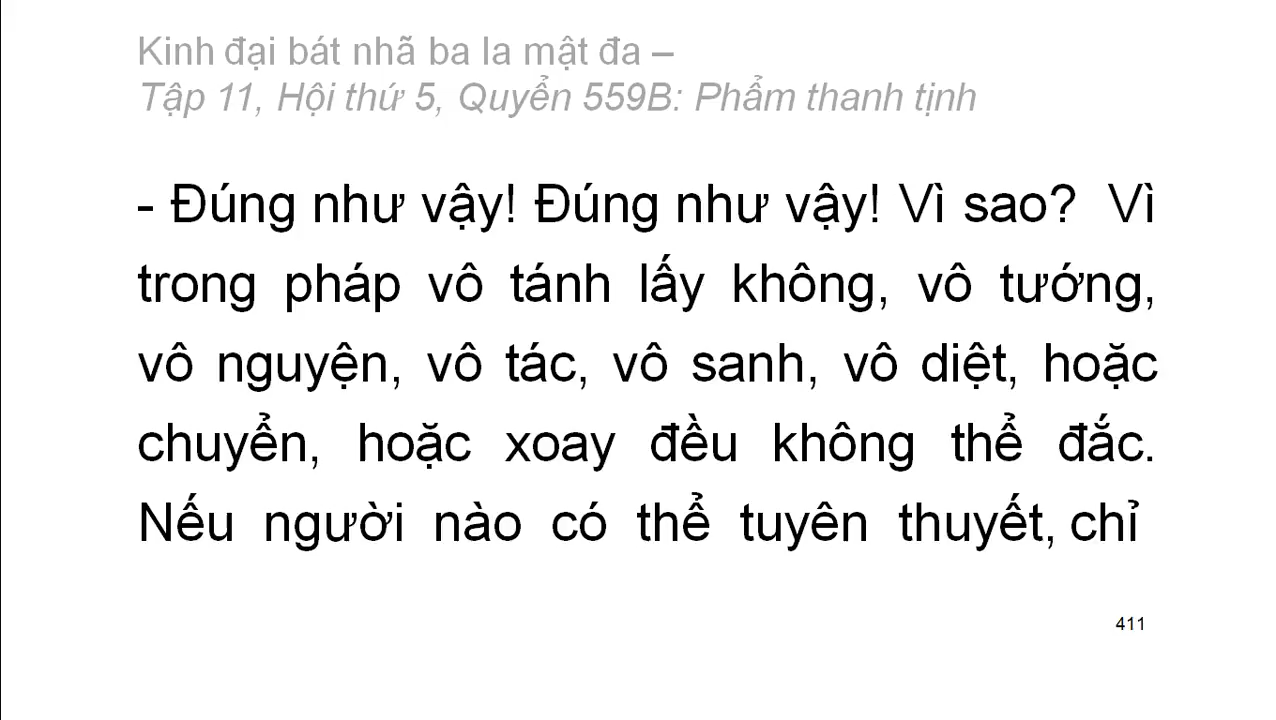 Kinh đại bát nhã ba la mật đa –
Tập 11, Hội thứ 5, Quyển 559B: Phẩm thanh tịnh
- Đúng như vậy! Đúng như vậy! Vì sao? Vì
trong pháp vô tánh lấy không, vô tướng,
vô nguyện, vô tác, vô sanh, vô diệt, hoặc
chuyển, hoặc xoay đều không thể đắc.
Nếu người nào có thể tuyên thuyết, chỉ
411